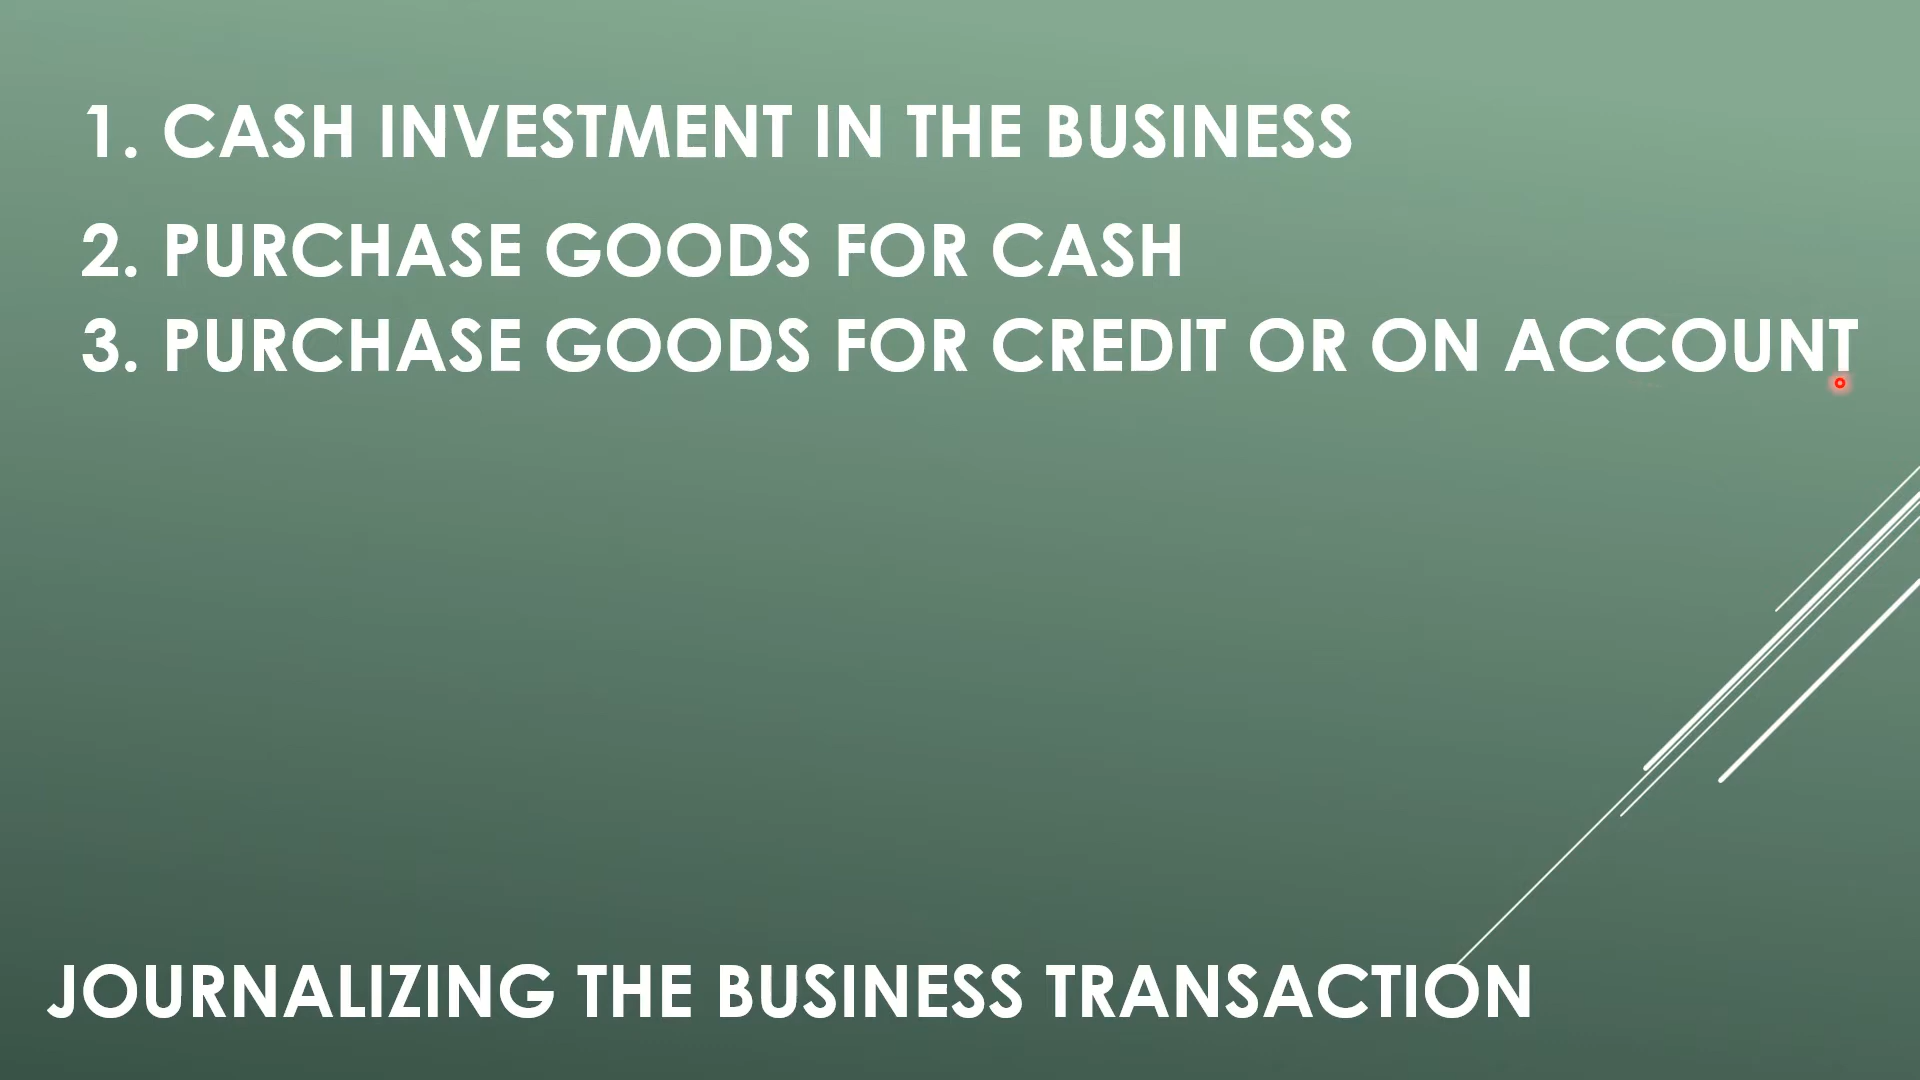 1. CASH INVESTMENT IN THE BUSINESS
2. PURCHASE GOODS FOR CASH
3. PURCHASE GOODS FOR CREDIT OR ON ACCOUNT
JOURNALIZING THE BUSINESS TRANSACTION